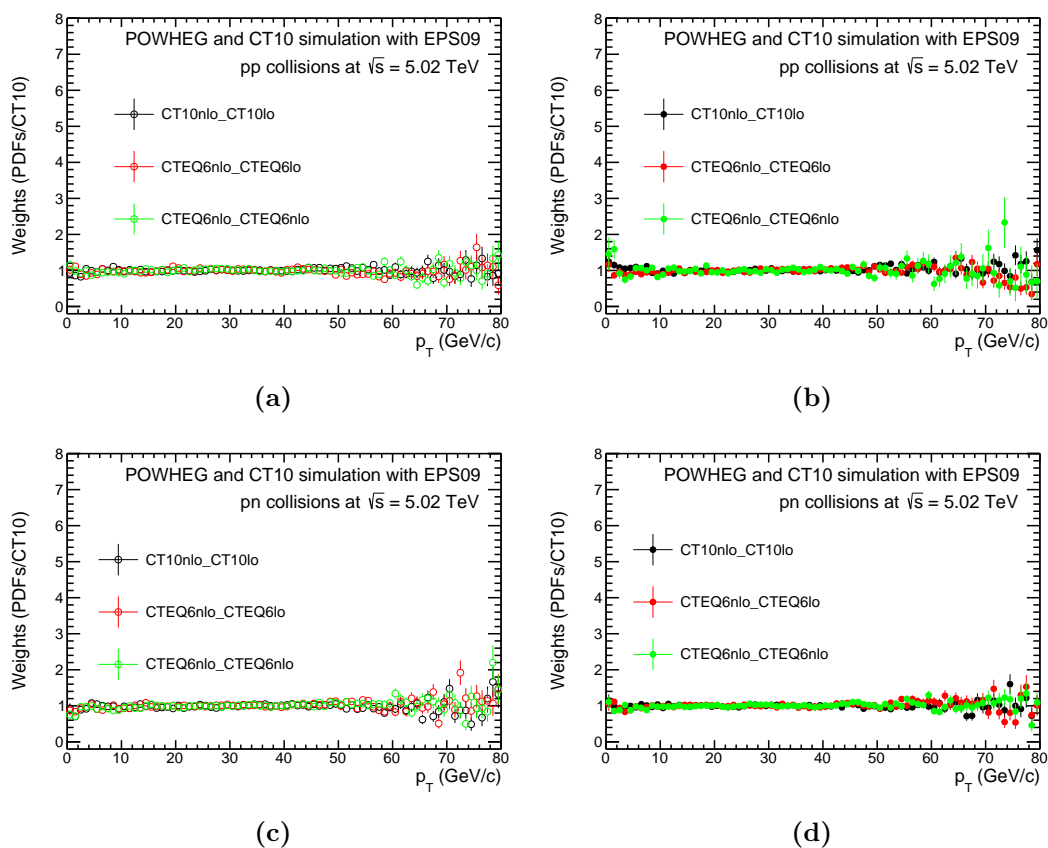 POWHEG and CT10 simulation with EPS09
pp collisions at √s = 5.02 TeV
CT10nlo_CT10lo
CTEQ6nlo_CTEQ6lo
CTEQ6nlo_CTEQ6nlo
Weights (PDFs/CT10)
8
7
6
5
4
3
2
1
0
0 10 20 30 40 50 60 70 80
p_T (GeV/c)
(a)
POWHEG and CT10 simulation with EPS09
pp collisions at √s = 5.02 TeV
CT10nlo_CT10lo
CTEQ6nlo_CTEQ6lo
CTEQ6nlo_CTEQ6nlo
Weights (PDFs/CT10)
8
7
6
5
4
3
2
1
0
0 10 20 30 40 50 60 70 80
p_T (GeV/c)
(b)
POWHEG and CT10 simulation with EPS09
pn collisions at √s = 5.02 TeV
CT10nlo_CT10lo
CTEQ6nlo_CTEQ6lo
CTEQ6nlo_CTEQ6nlo
Weights (PDFs/CT10)
8
7
6
5
4
3
2
1
0
0 10 20 30 40 50 60 70 80
p_T (GeV/c)
(c)
POWHEG and CT10 simulation with EPS09
pn collisions at √s = 5.02 TeV
CT10nlo_CT10lo
CTEQ6nlo_CTEQ6lo
CTEQ6nlo_CTEQ6nlo
Weights (PDFs/CT10)
8
7
6
5
4
3
2
1
0
0 10 20 30 40 50 60 70 80
p_T (GeV/c)
(d)